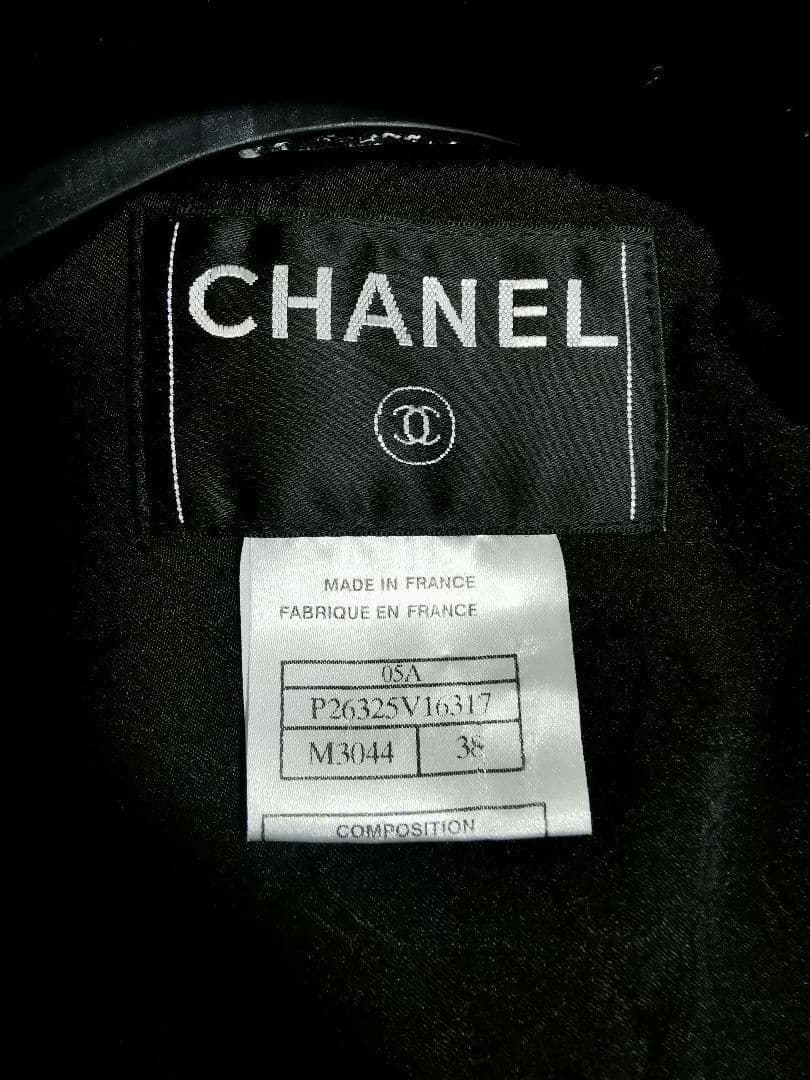 CHANEL
MADE IN FRANCE
FABRIQUE EN FRANCE
05A
P26325V16317
M3044 38
COMPOSITION